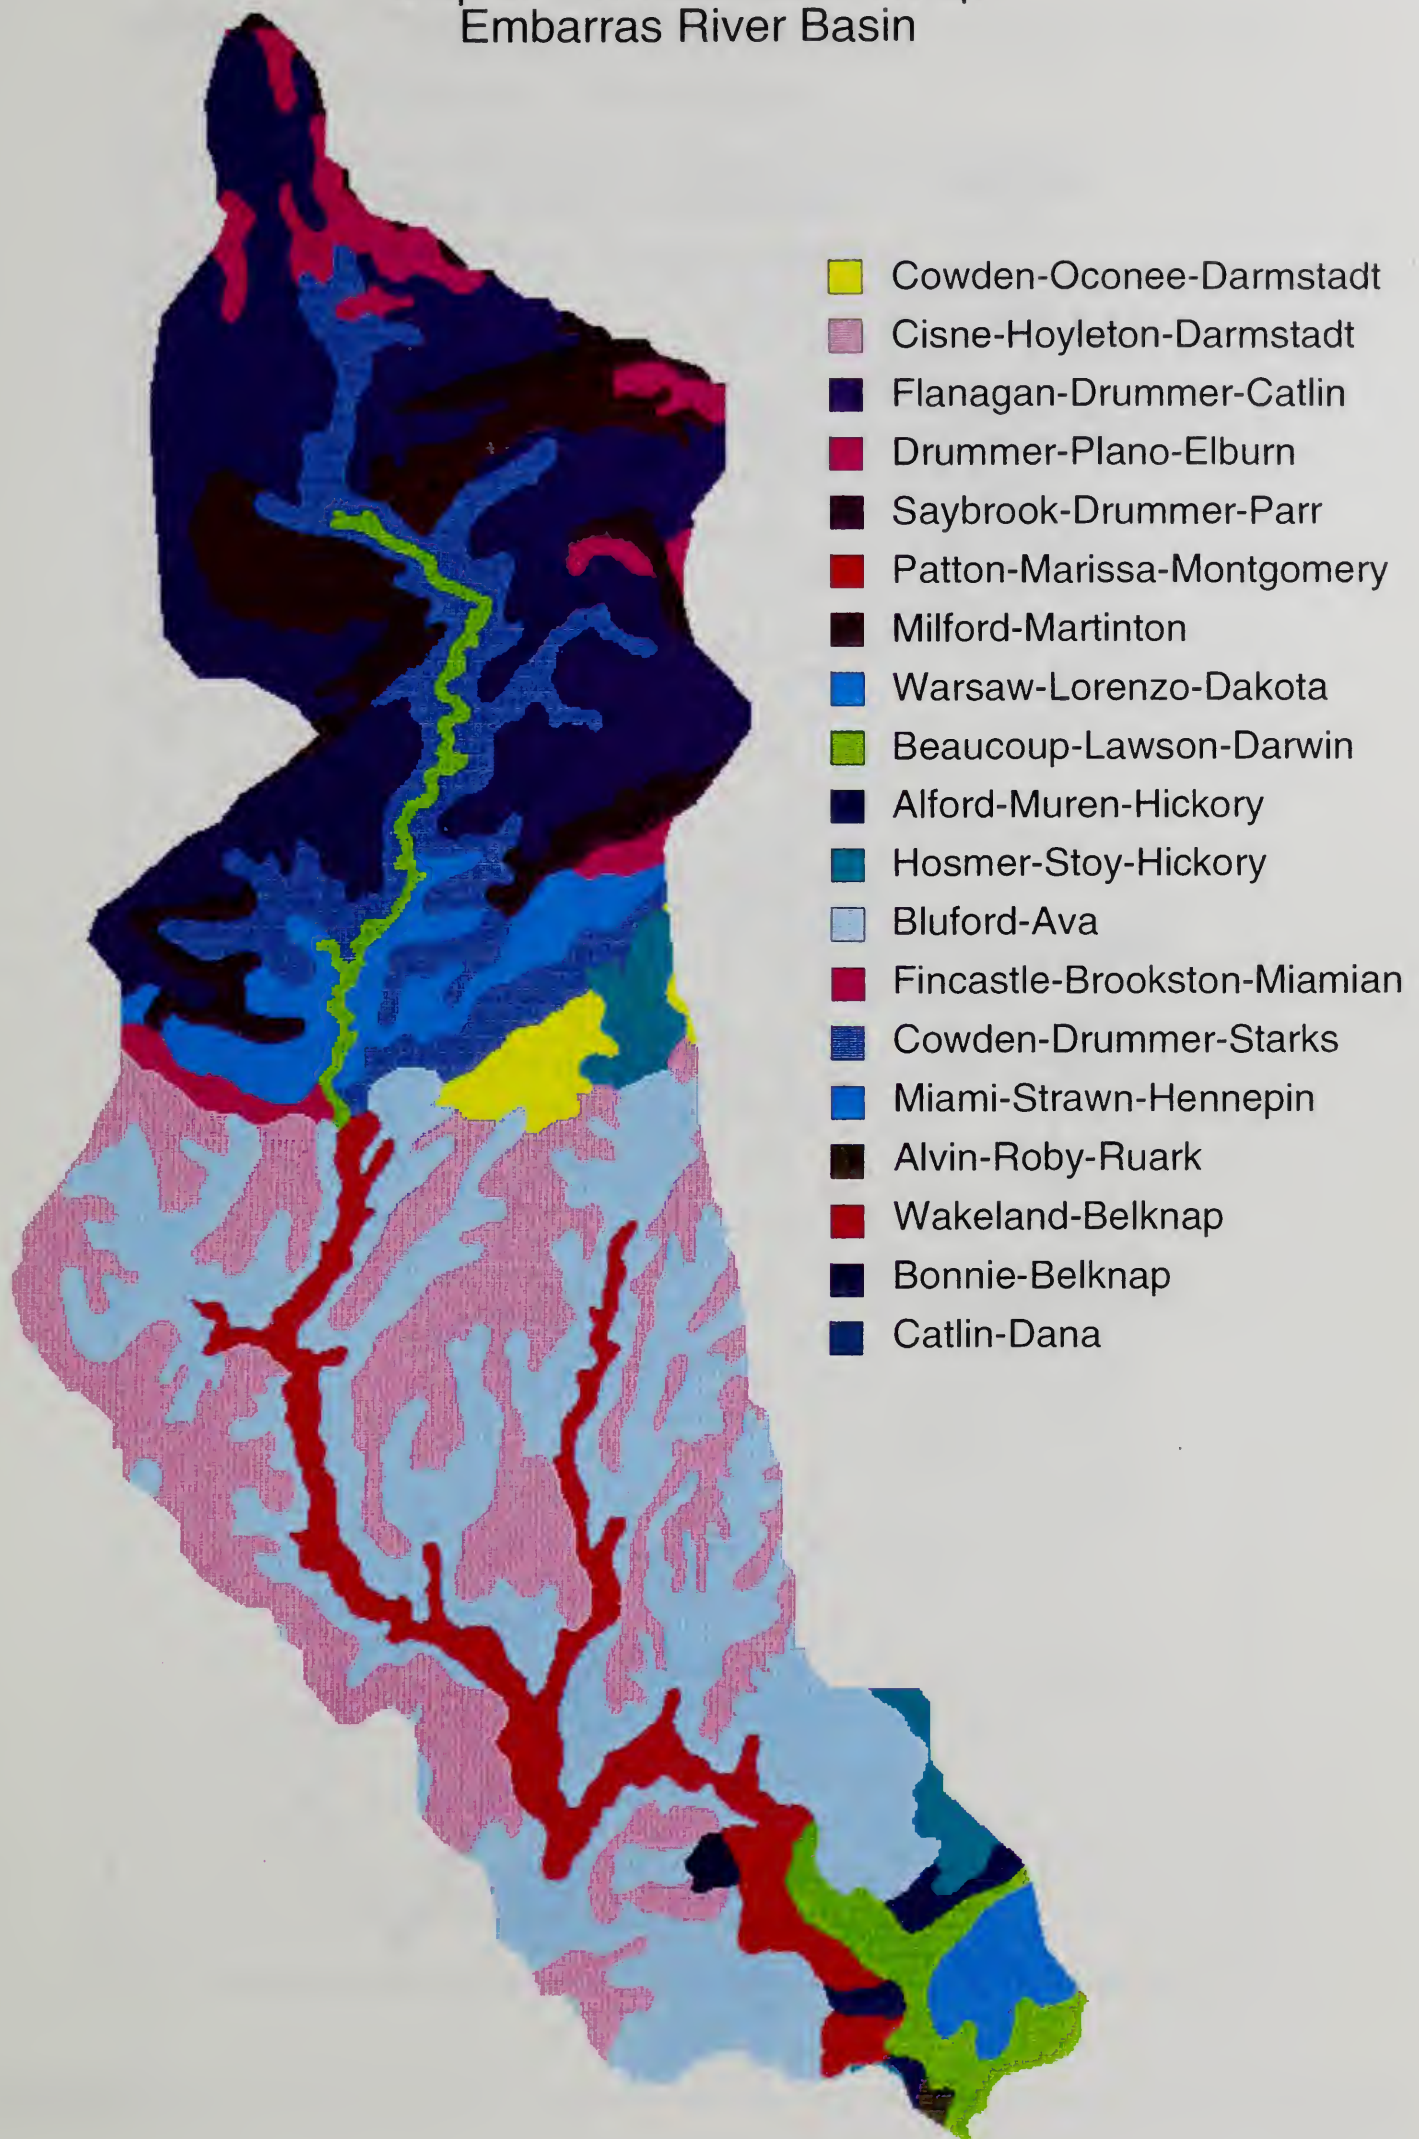 Embarras River Basin
Cowden-Oconee-Darmstadt
Cisne-Hoyleton-Darmstadt
Flanagan-Drummer-Catlin
Drummer-Plano-Elburn
Saybrook-Drummer-Parr
Patton-Marissa-Montgomery
Milford-Martinton
Warsaw-Lorenzo-Dakota
Beaucoup-Lawson-Darwin
Alford-Muren-Hickory
Hosmer-Stoy-Hickory
Bluford-Ava
Fincastle-Brookston-Miamian
Cowden-Drummer-Starks
Miami-Strawn-Hennepin
Alvin-Roby-Ruark
Wakeland-Belknap
Bonnie-Belknap
Catlin-Dana